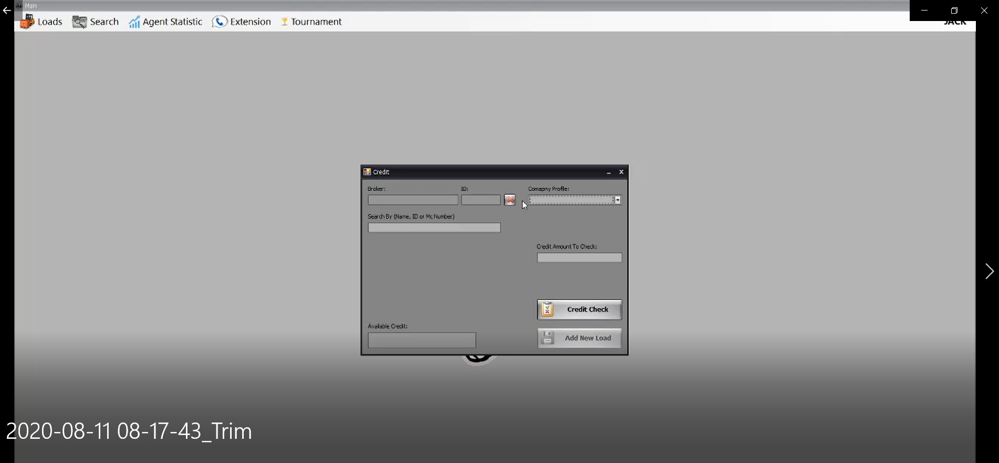 Main
Loads Search Agent Statistic Extension Tournament JACK
Credit
Broker: ID: Comapny Profile:
Search By (Name, ID or Mc Number)
Credit Amount To Check:
Credit Check
Available Credit:
Add New Load
2020-08-11 08-17-43_Trim